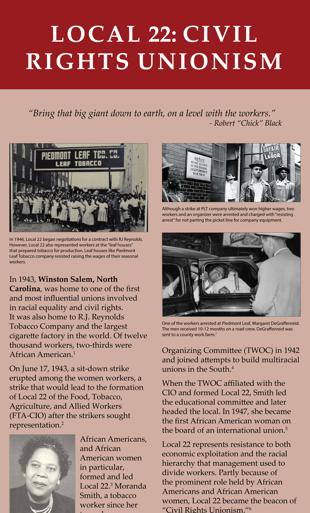 LOCAL 22: CIVIL
RIGHTS UNIONISM
“Bring that big giant down to earth, on a level with the workers.”
- Robert “Chick” Black
PIEDMONT LEAF TOB. CO.
LEAF TOBACCO
In 1946, Local 22 began negotiations for a contract with RJ Reynolds.
However, Local 22 also represented workers at the “leaf houses”
that prepared tobacco for production. Leaf houses like Piedmont
Leaf Tobacco company resisted raising the wages of their seasonal
workers.
In 1943, Winston Salem, North
Carolina, was home to one of the first
and most influential unions involved
in racial equality and civil rights.
It was also home to R.J. Reynolds
Tobacco Company and the largest
cigarette factory in the world. Of twelve
thousand workers, two-thirds were
African American.1
On June 17, 1943, a sit-down strike
erupted among the women workers, a
strike that would lead to the formation
of Local 22 of the Food, Tobacco,
Agriculture, and Allied Workers
(FTA-CIO) after the strikers sought
representation.2
African Americans,
and African
American women
in particular,
formed and led
Local 22.3 Moranda
Smith, a tobacco
worker since her
LABOR
Although a strike at PLT company ultimately won higher wages, two
workers and an organizer were arrested and charged with “resisting
arrest” for not parting the picket line for company equipment.
One of the workers arrested at Piedmont Leaf, Margaret DeGraffenreid.
The men received 10-12 months on a road crew. DeGraffenreid was
sent to a county work farm.
Organizing Committee (TWOC) in 1942
and joined attempts to build multiracial
unions in the South.4
When the TWOC affiliated with the
CIO and formed Local 22, Smith led
the educational committee and later
headed the local. In 1947, she became the
first African American woman on
the board of an international union.5
Local 22 represents resistance to both
economic exploitation and the racial
hierarchy that management used to
divide workers. Partly because of
the prominent role held by African
Americans and African American
women, Local 22 became the beacon of
“Civil Rights Unionism.”6